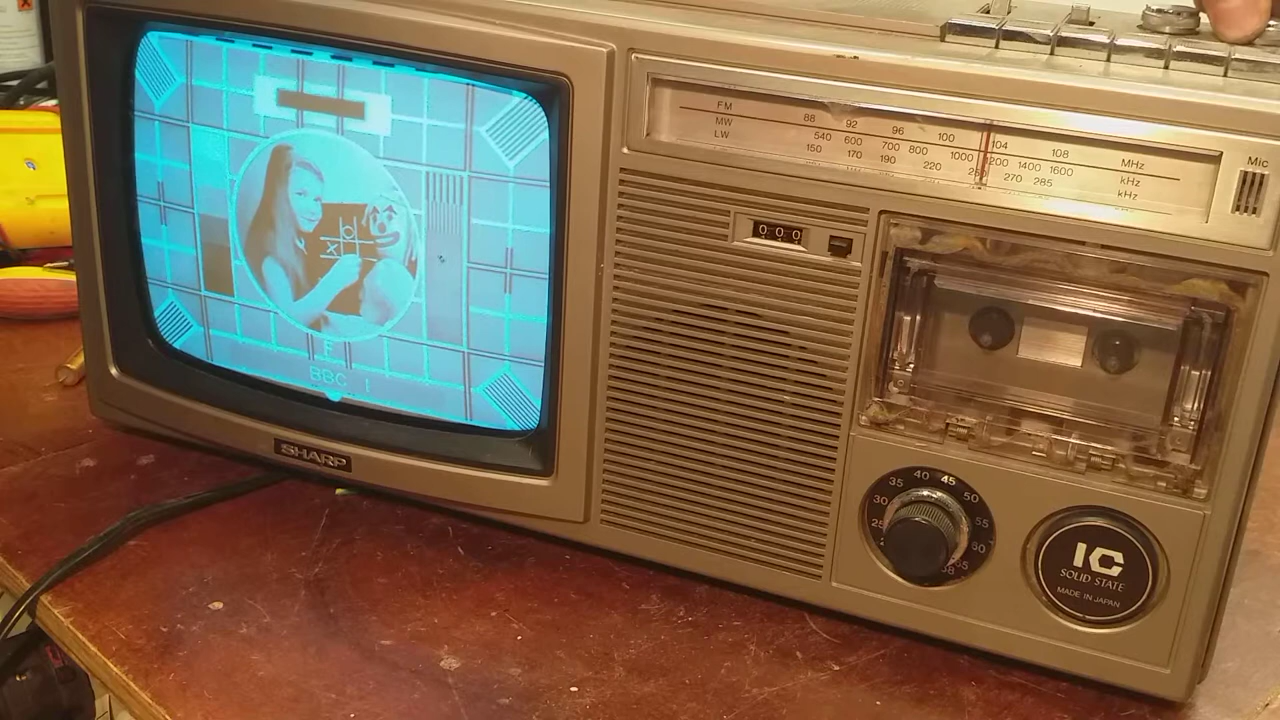 F
BBC 1
SHARP
FM 88 92 96 100 104 108 MHz
MW 540 600 700 800 1000 1200 1400 1600 kHz
LW 150 170 190 220 270 285 kHz
Mic
000
25 30 35 40 45 50 55 60 68
IC
SOLID STATE
MADE IN JAPAN